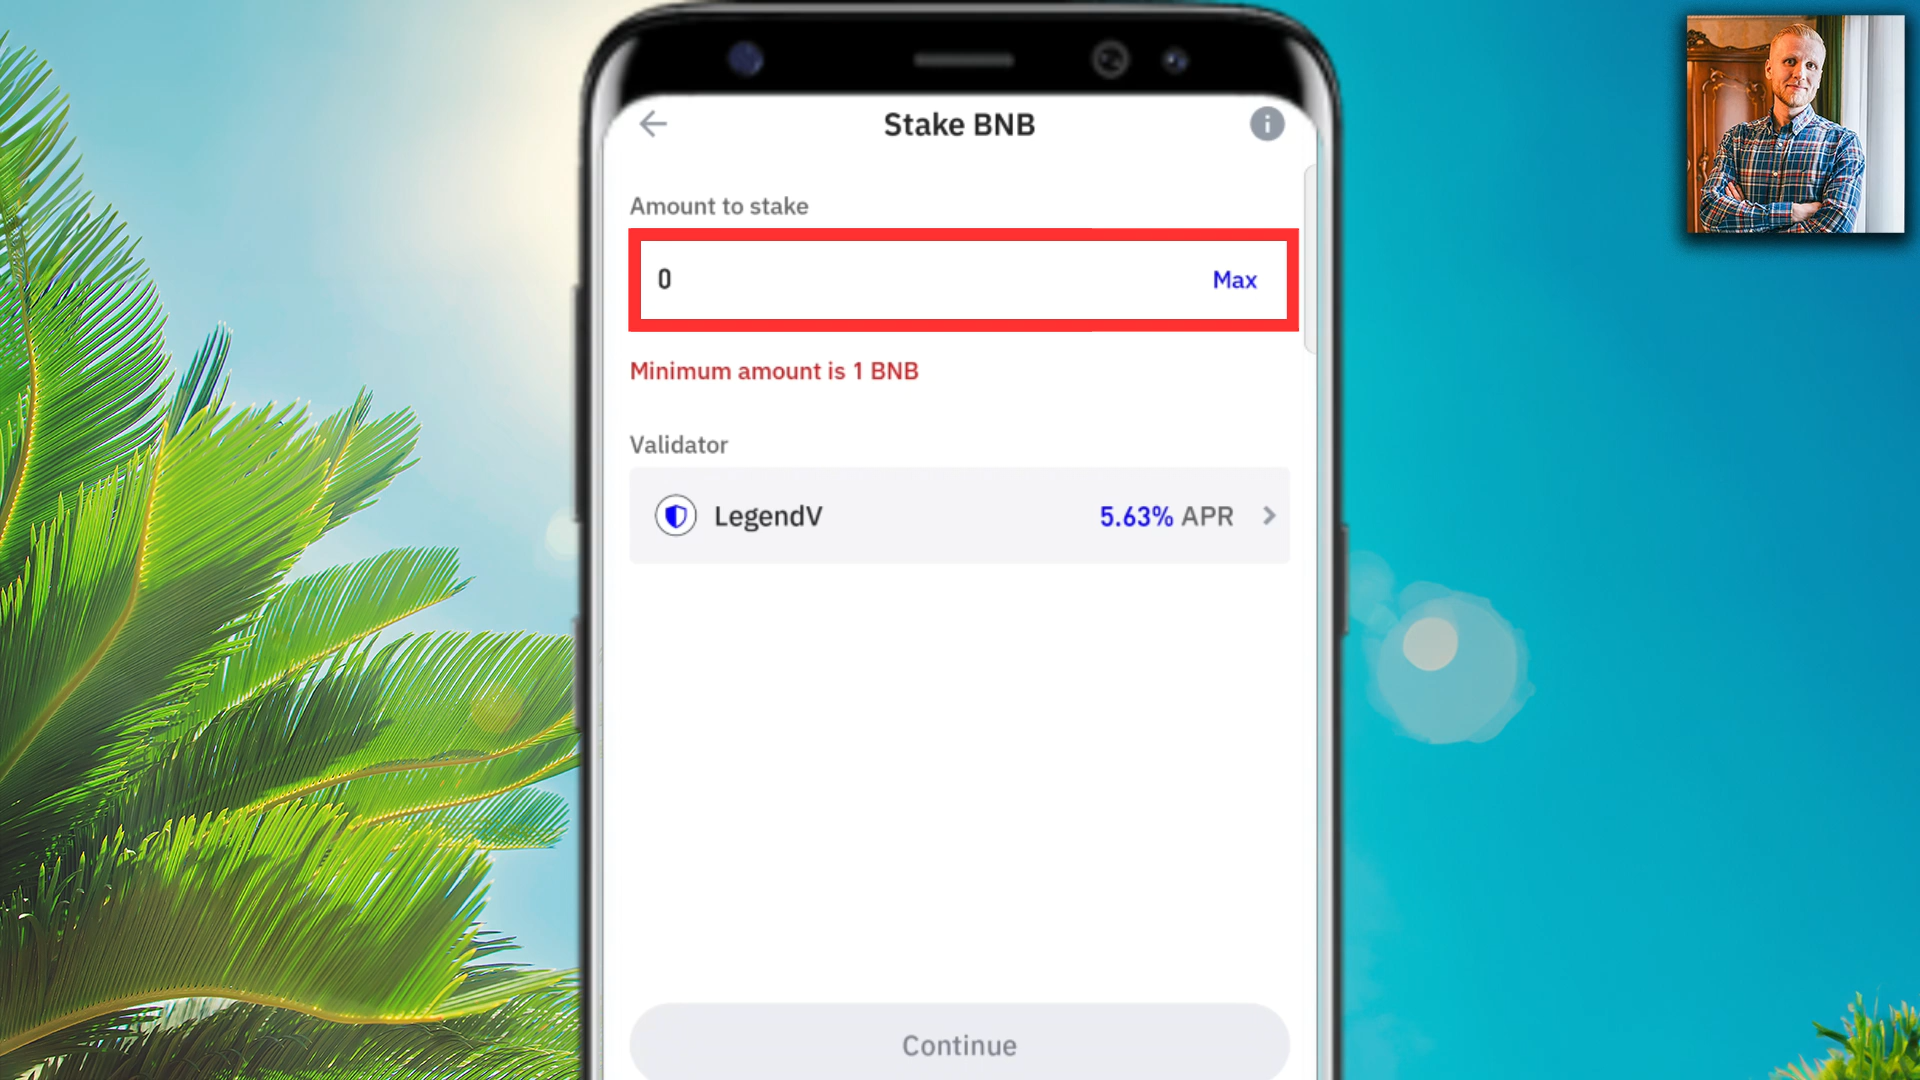 Stake BNB
Amount to stake
0 Max
Minimum amount is 1 BNB
Validator
LegendV 5.63% APR
Continue